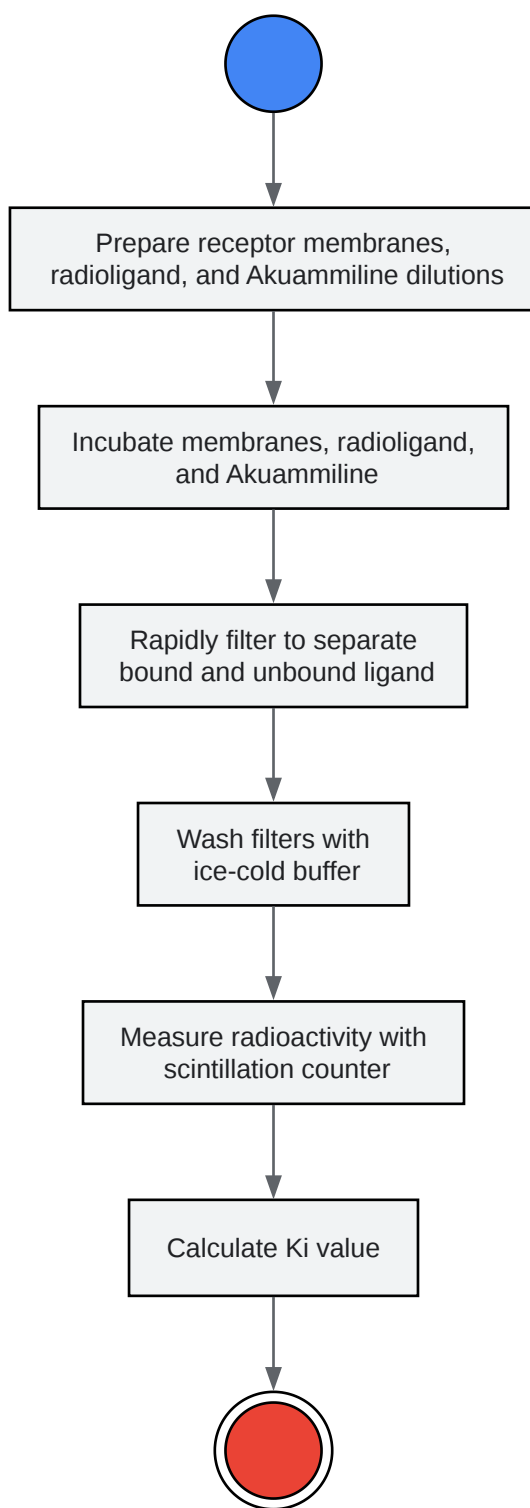 Prepare receptor membranes,
radioligand, and Akuammiline dilutions
Incubate membranes, radioligand,
and Akuammiline
Rapidly filter to separate
bound and unbound ligand
Wash filters with
ice-cold buffer
Measure radioactivity with
scintillation counter
Calculate Ki value